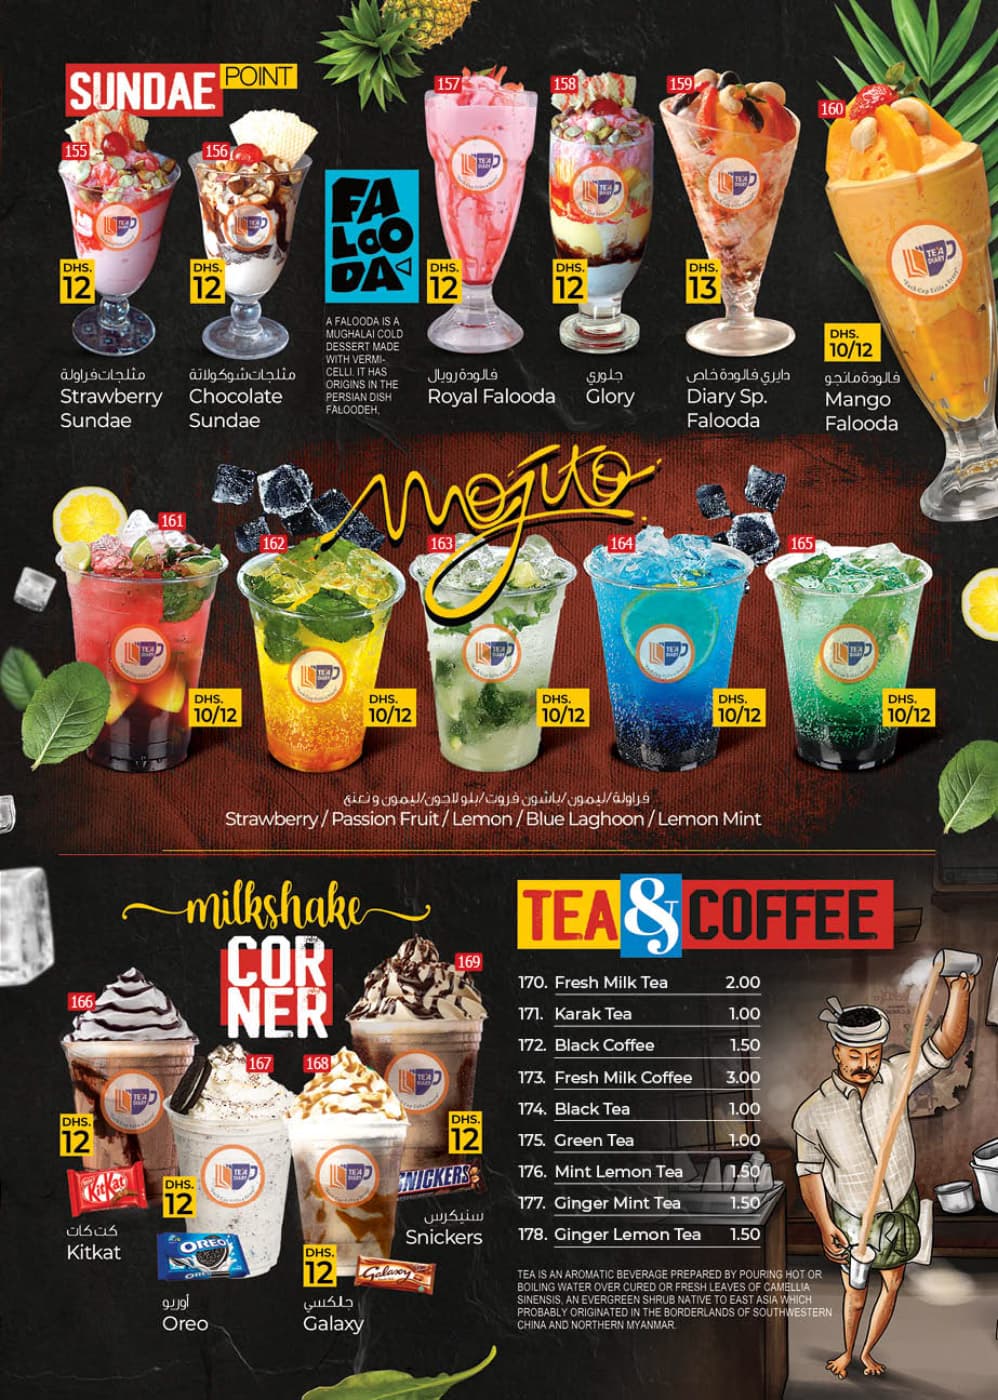 SUNDAE POINT
155
156
DHS.
12
DHS.
12
مثلجات فراولة
Strawberry
Sundae
مثلجات شوكولاتة
Chocolate
Sundae
FA
LOO
DA
A FALOODA IS A
MUGHALAI COLD
DESSERT MADE
WITH VERMI-
CELLI. IT HAS
ORIGINS IN THE
PERSIAN DISH
FALOODEH,
157
158
159
160
DHS.
12
DHS.
12
DHS.
13
DHS.
10/12
فالودة رويال
Royal Falooda
جلوري
Glory
دايري فالودة خاص
Diary Sp.
Falooda
فالودة مانجو
Mango
Falooda
TEA
DIARY
"Each Cup Tells a Story"
Mojito
161
162
163
164
165
DHS.
10/12
DHS.
10/12
DHS.
10/12
DHS.
10/12
DHS.
10/12
فراولة/ليمون/باشون فروت/بلو لاجون/ليمون و نعنع
Strawberry / Passion Fruit / Lemon / Blue Laghoon / Lemon Mint
milkshake
COR
NER
166
167
168
169
DHS.
12
KitKat
كت كات
Kitkat
DHS.
12
OREO
أوريو
Oreo
DHS.
12
Galaxy
جالكسي
Galaxy
DHS.
12
SNICKERS
سنيكرس
Snickers
TEA & COFFEE
170. Fresh Milk Tea 2.00
171. Karak Tea 1.00
172. Black Coffee 1.50
173. Fresh Milk Coffee 3.00
174. Black Tea 1.00
175. Green Tea 1.00
176. Mint Lemon Tea 1.50
177. Ginger Mint Tea 1.50
178. Ginger Lemon Tea 1.50
TEA IS AN AROMATIC BEVERAGE PREPARED BY POURING HOT OR
BOILING WATER OVER CURED OR FRESH LEAVES OF CAMELLIA
SINENSIS, AN EVERGREEN SHRUB NATIVE TO EAST ASIA WHICH
PROBABLY ORIGINATED IN THE BORDERLANDS OF SOUTHWESTERN
CHINA AND NORTHERN MYANMAR.